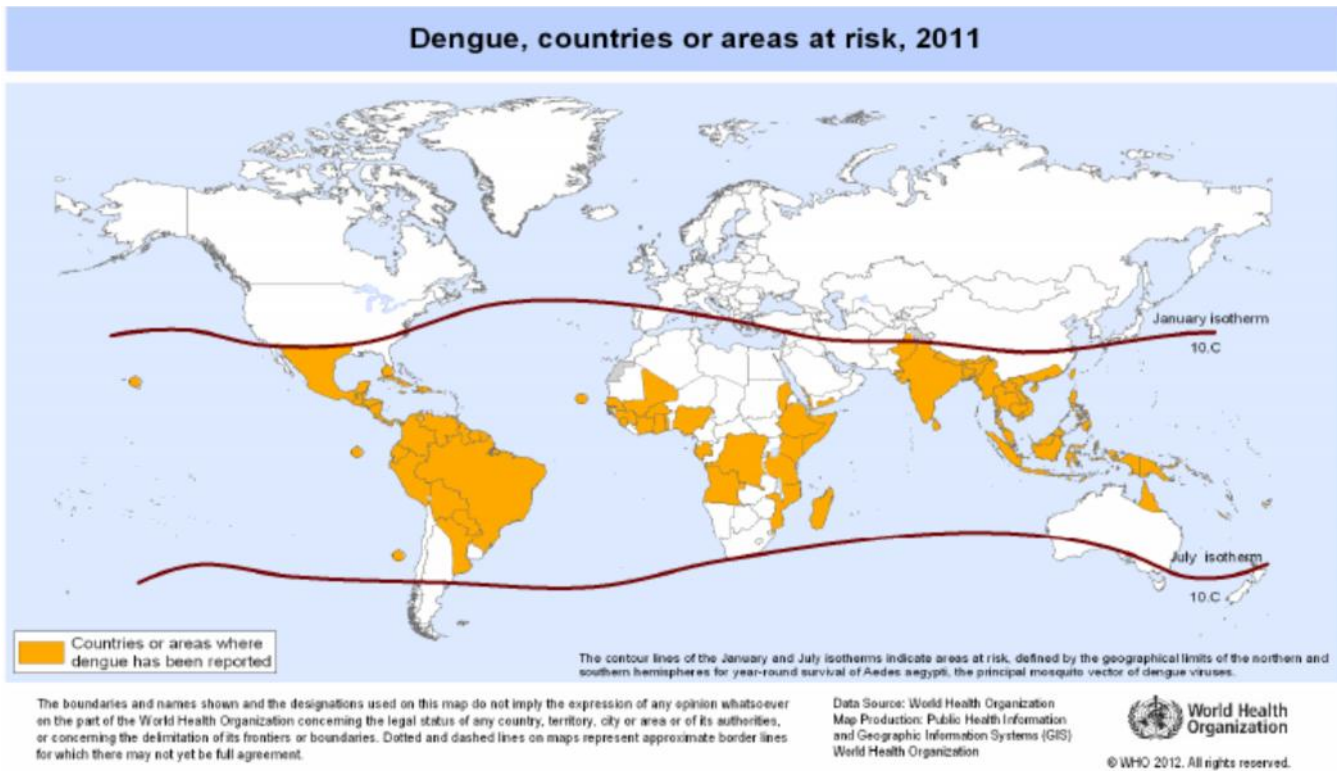 Dengue, countries or areas at risk, 2011
January isotherm
10.C
July isotherm
10.C
Countries or areas where
dengue has been reported
The contour lines of the January and July isotherms indicate areas at risk, defined by the geographical limits of the northern and
southern hemispheres for year-round survival of Aedes aegypti, the principal mosquito vector of dengue viruses.
The boundaries and names shown and the designations used on this map do not imply the expression of any opinion whatsoever
on the part of the World Health Organization concerning the legal status of any country, territory, city or area or of its authorities,
or concerning the delimitation of its frontiers or boundaries. Dotted and dashed lines on maps represent approximate border lines
for which there may not yet be full agreement.
Data Source: World Health Organization
Map Production: Public Health Information
and Geographic Information Systems (GIS)
World Health Organization
World Health
Organization
© WHO 2012. All rights reserved.